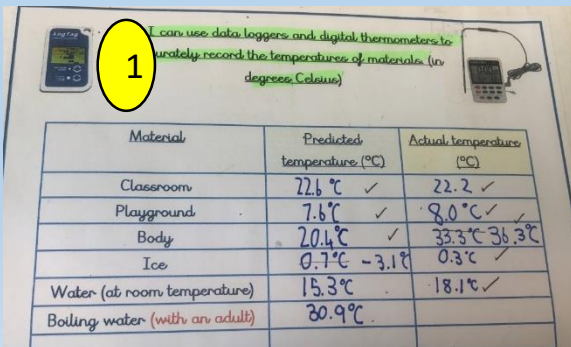 LogTag
I can use data loggers and digital thermometers to
1
urately record the temperatures of materials (in
degrees Celsius)
Material Predicted temperature (°C) Actual temperature (°C)
Classroom 22.6 °C ✓ 22.2 ✓
Playground 7.6°C ✓ 8.0°C ✓ ✓
Body 20.4°C ✓ 33.3°C 36.3°C
Ice 0.7°C -3.1°C 0.3°C ✓
Water (at room temperature) 15.3°C 18.1°C ✓
Boiling water (with an adult) 30.9°C.